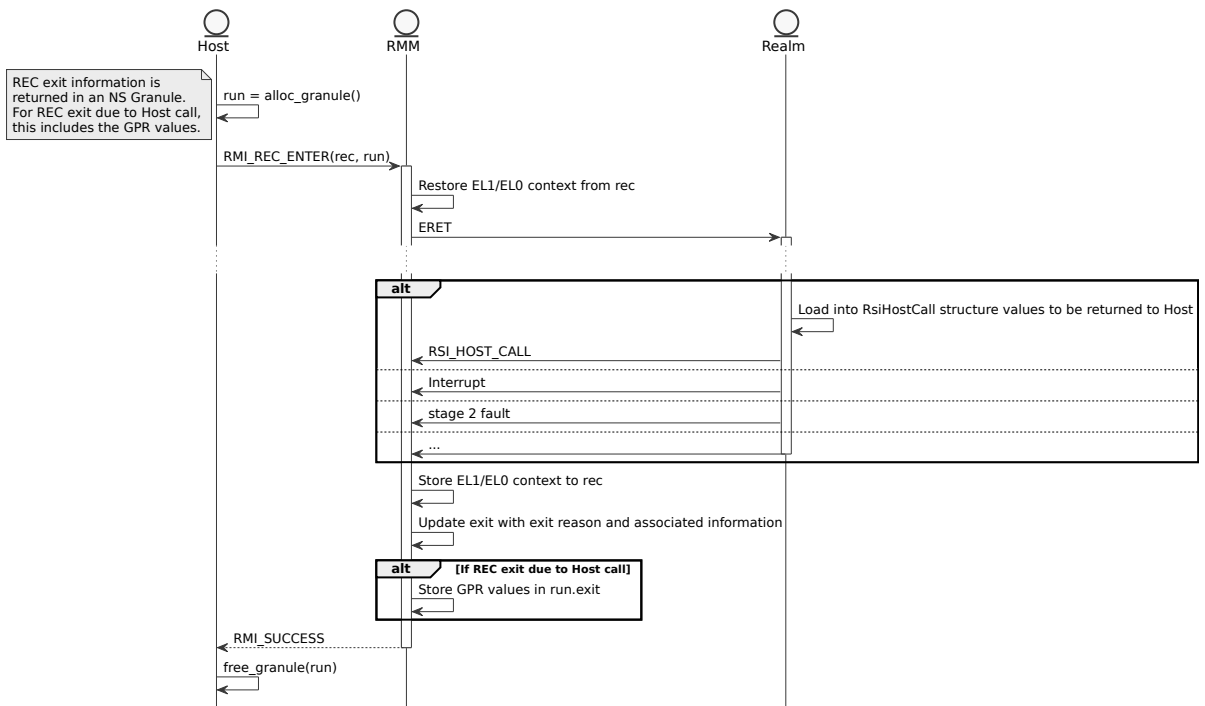 Host
RMM
Realm
REC exit information is
returned in an NS Granule.
For REC exit due to Host call,
this includes the GPR values.
run = alloc_granule()
RMI_REC_ENTER(rec, run)
Restore EL1/EL0 context from rec
ERET
alt
Load into RsiHostCall structure values to be returned to Host
RSI_HOST_CALL
Interrupt
stage 2 fault
...
Store EL1/EL0 context to rec
Update exit with exit reason and associated information
alt [If REC exit due to Host call]
Store GPR values in run.exit
RMI_SUCCESS
free_granule(run)